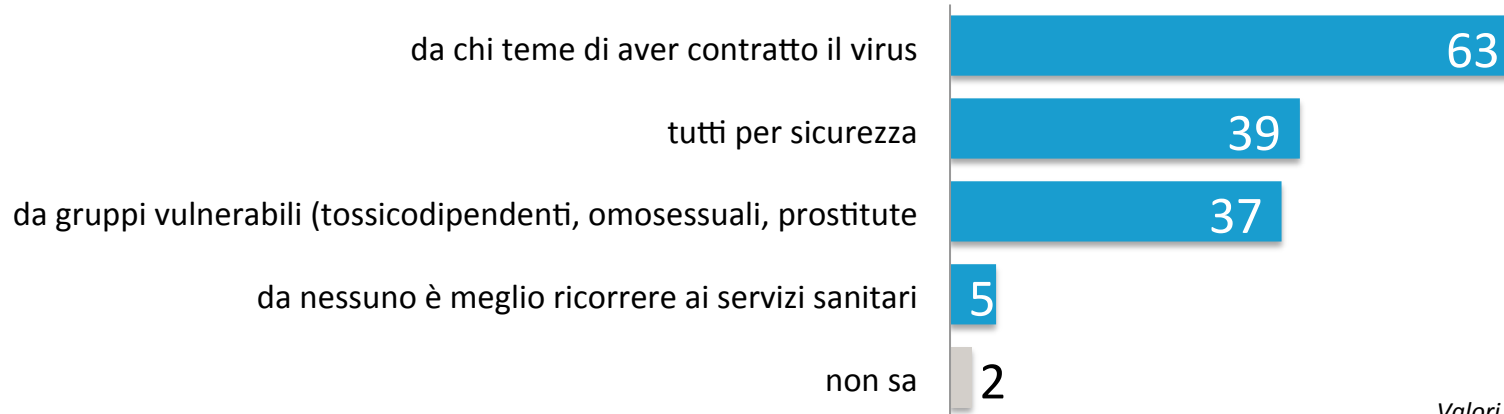 da chi teme di aver contratto il virus 63
tutti per sicurezza 39
da gruppi vulnerabili (tossicodipendenti, omosessuali, prostitute 37
da nessuno è meglio ricorrere ai servizi sanitari 5
non sa 2
Valori